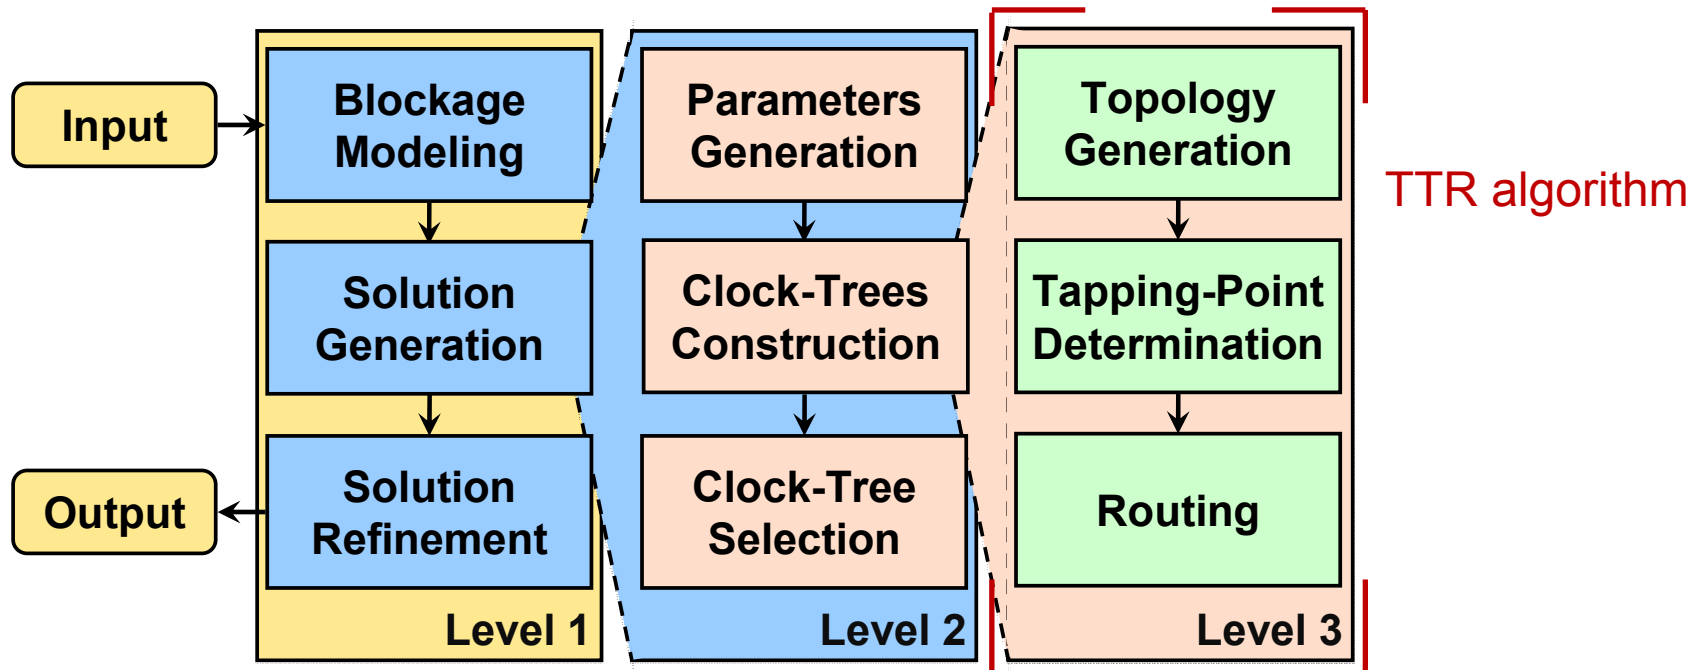 Input
Output
Blockage
Modeling
Solution
Generation
Solution
Refinement
Level 1
Parameters
Generation
Clock-Trees
Construction
Clock-Tree
Selection
Level 2
Topology
Generation
Tapping-Point
Determination
Routing
Level 3
TTR algorithm